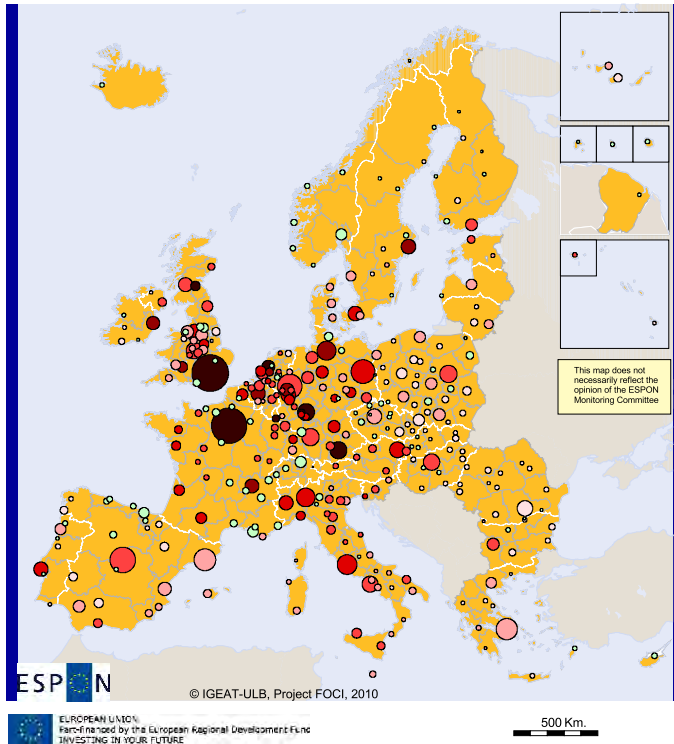 This map does not
necessarily reflect the
opinion of the ESPON
Monitoring Committee
ESPON
© IGEAT-ULB, Project FOCI, 2010
EUROPEAN UNION
Part-financed by the European Regional Development Fund
INVESTING IN YOUR FUTURE
500 Km.